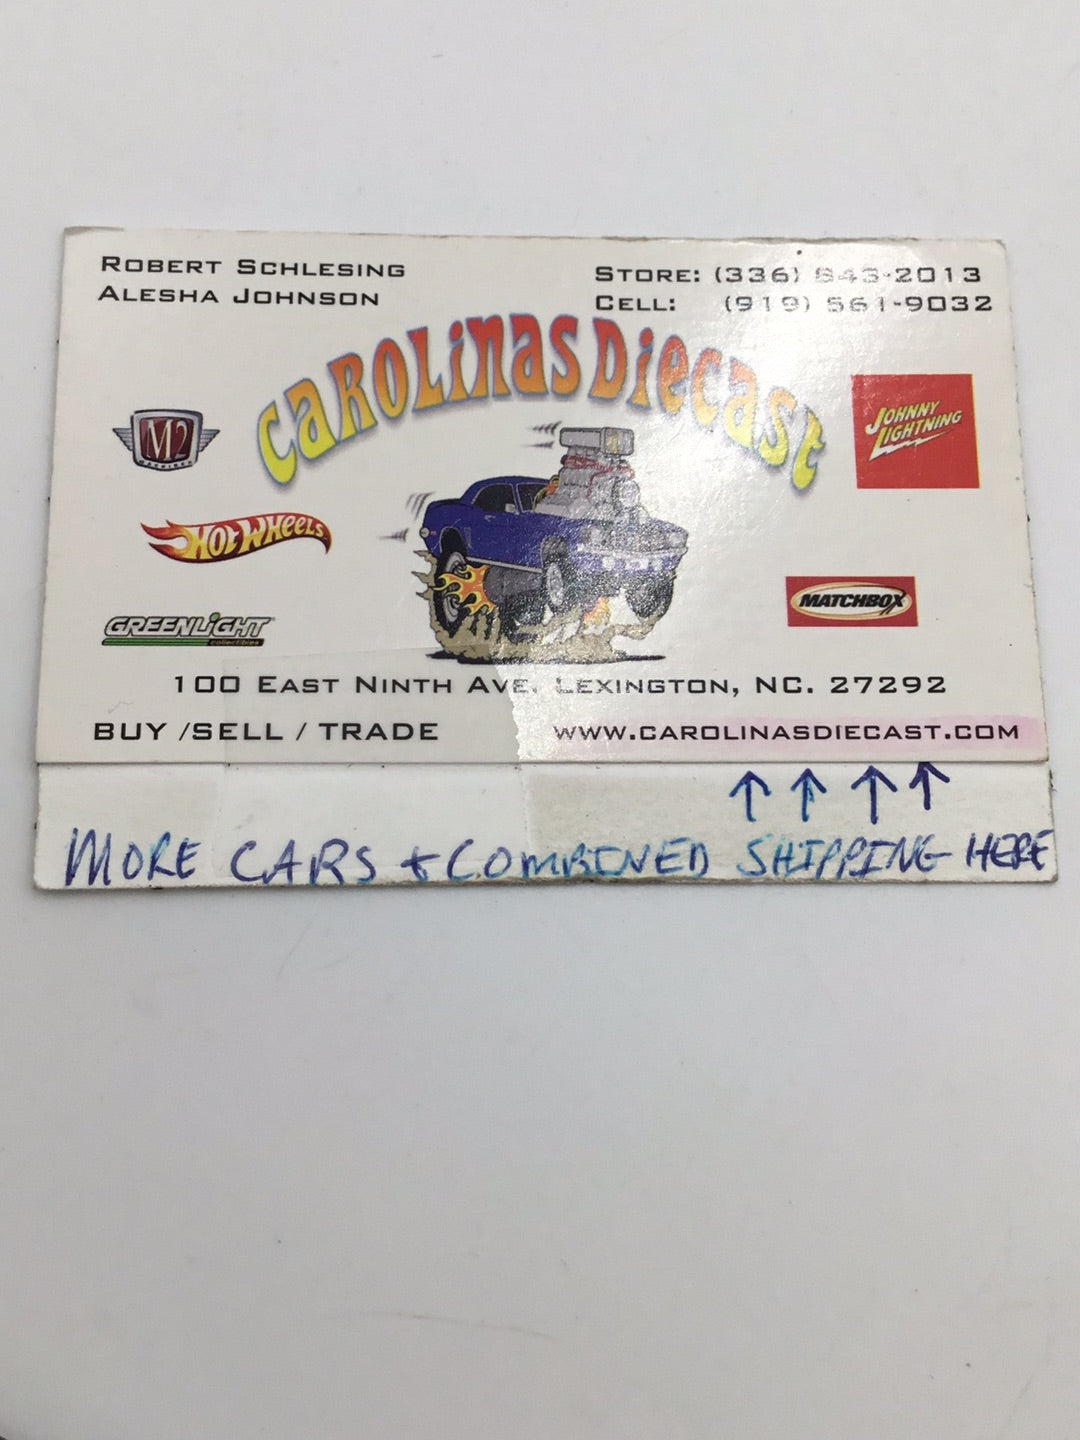 ROBERT SCHLESING
ALESHA JOHNSON
STORE: (336) 843-2013
CELL: (919) 561-9032
CAROLiNAS DiECAST
M2
MACHINES
JOHNNY
LIGHTNING
HOT WHEELS
MATCHBOX
GREENLiGHT
collectibles
100 EAST NINTH AVE. LEXINGTON, NC. 27292
BUY /SELL / TRADE
WWW.CAROLINASDIECAST.COM
↑ ↑ ↑ ↑
MORE CARS + COMBINED SHIPPING HERE